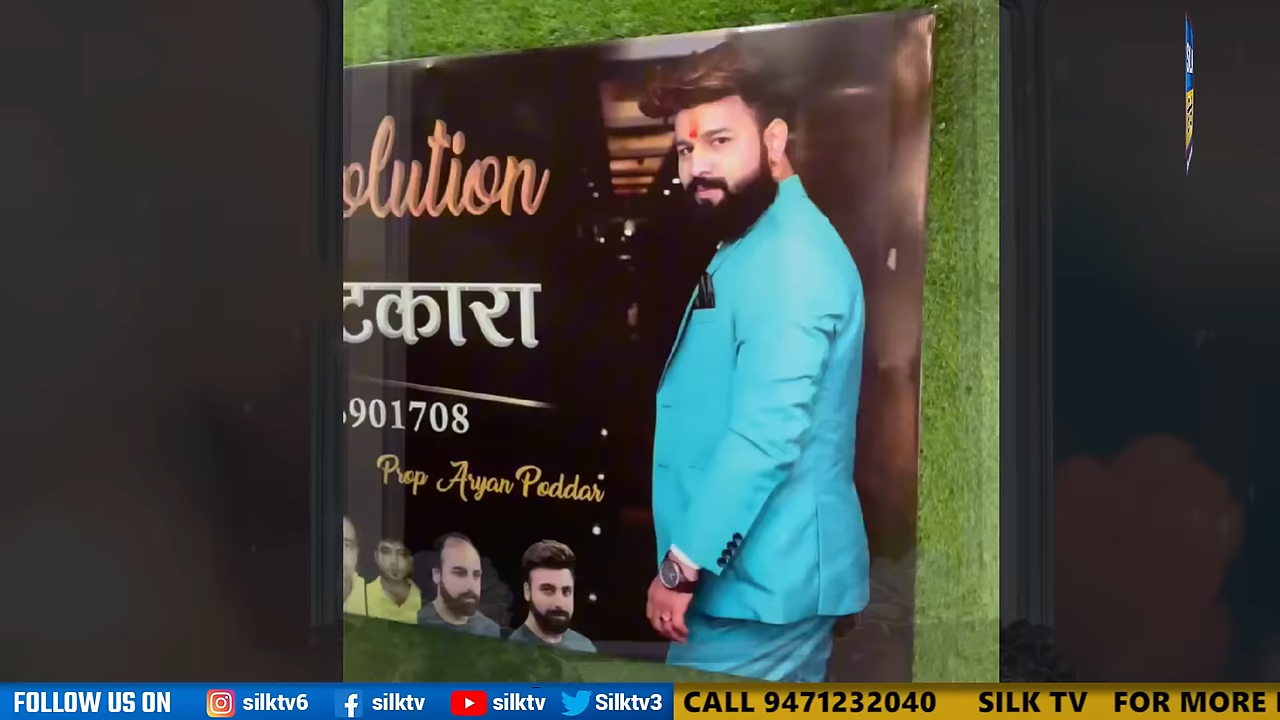 olution
टकारा
901708
Prop Aryan Poddar
FOLLOW US ON silktv6 silktv silktv Silktv3 CALL 9471232040 SILK TV FOR MORE